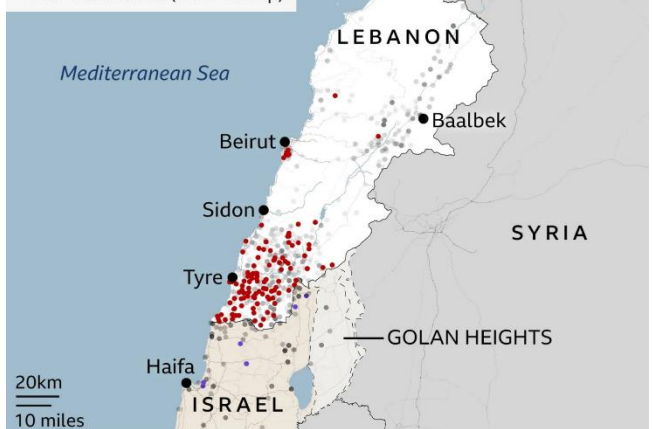 LEBANON
Mediterranean Sea
Baalbek
Beirut
Sidon
SYRIA
Tyre
GOLAN HEIGHTS
Haifa
20km
ISRAEL
10 miles